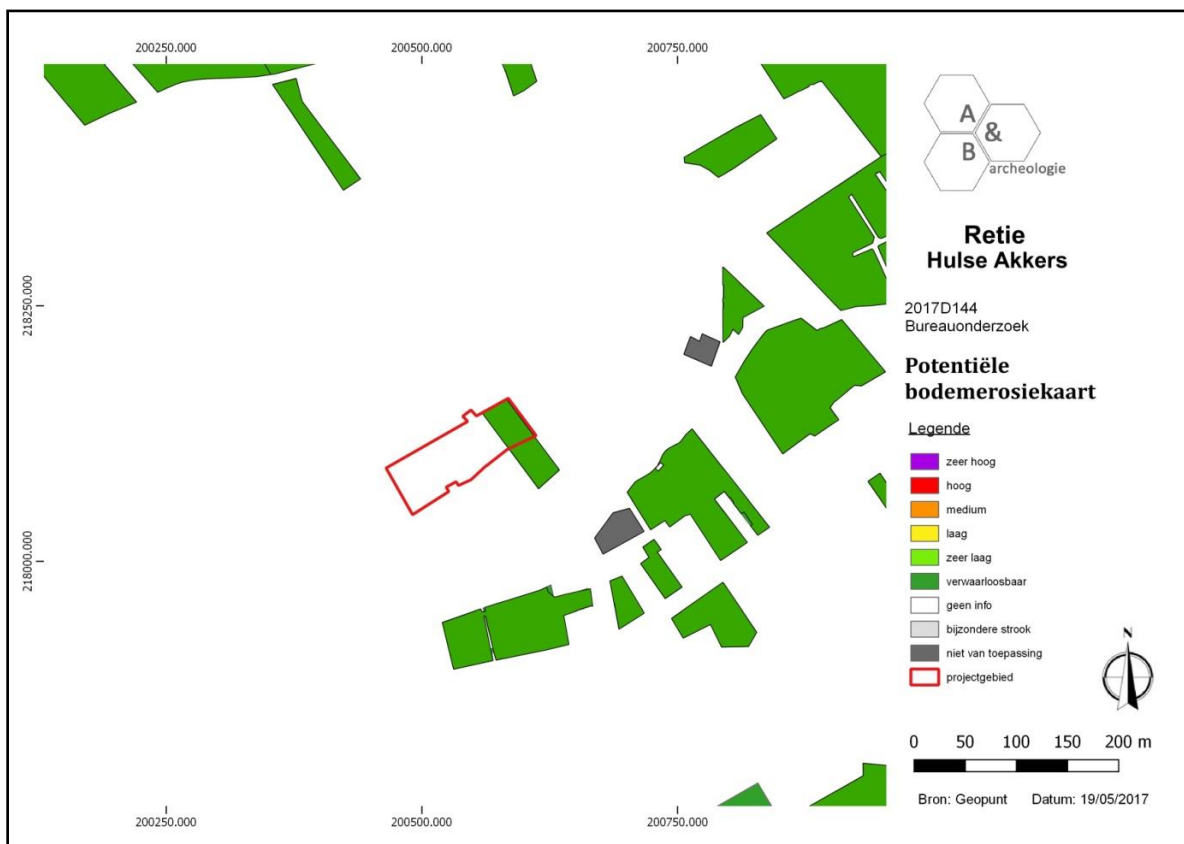 200250.000 200500.000 200750.000
218250.000
218000.000
200250.000 200500.000 200750.000
A
&
B
archeologie
Retie
Hulse Akkers
2017D144
Bureauonderzoek
Potentiële
bodemerosiekaart
Legende
zeer hoog
hoog
medium
laag
zeer laag
verwaarloosbaar
geen info
bijzondere strook
niet van toepassing
projectgebied
N
0 50 100 150 200 m
Bron: Geopunt Datum: 19/05/2017